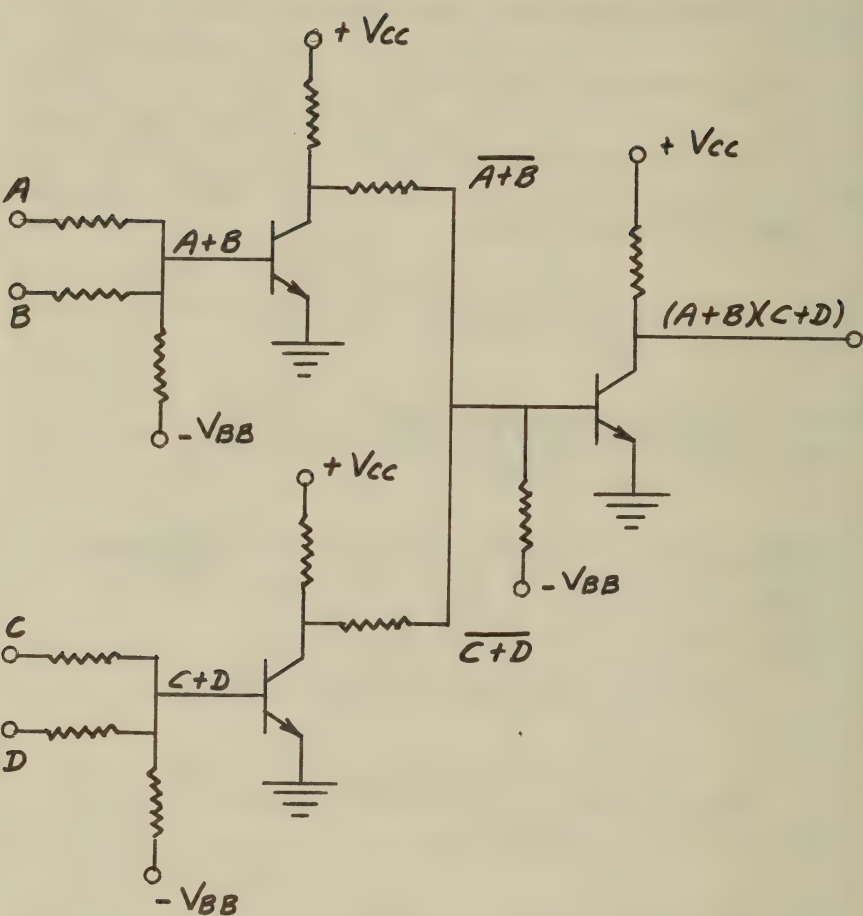 + Vcc
+ Vcc
A
A+B
A+B
B
(A+B)(C+D)
- VBB
+ Vcc
- VBB
C
C+D
C+D
D
- VBB